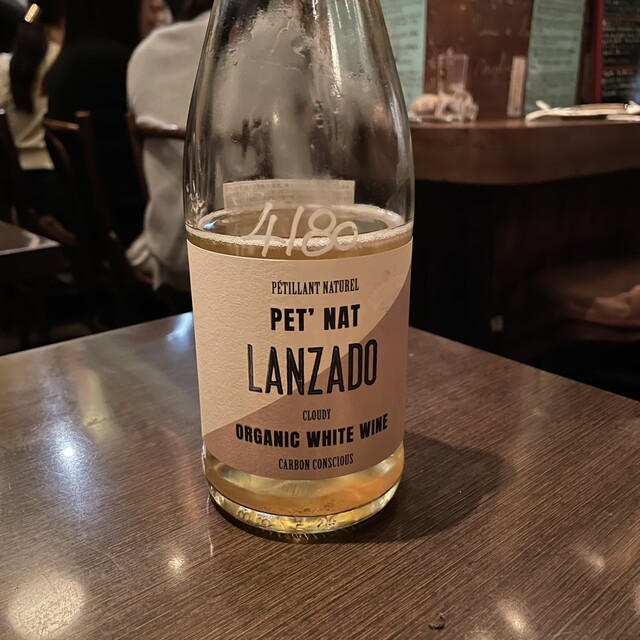 4180
PÉTILLANT NATUREL
PET' NAT
LANZADO
CLOUDY
ORGANIC WHITE WINE
CARBON CONSCIOUS